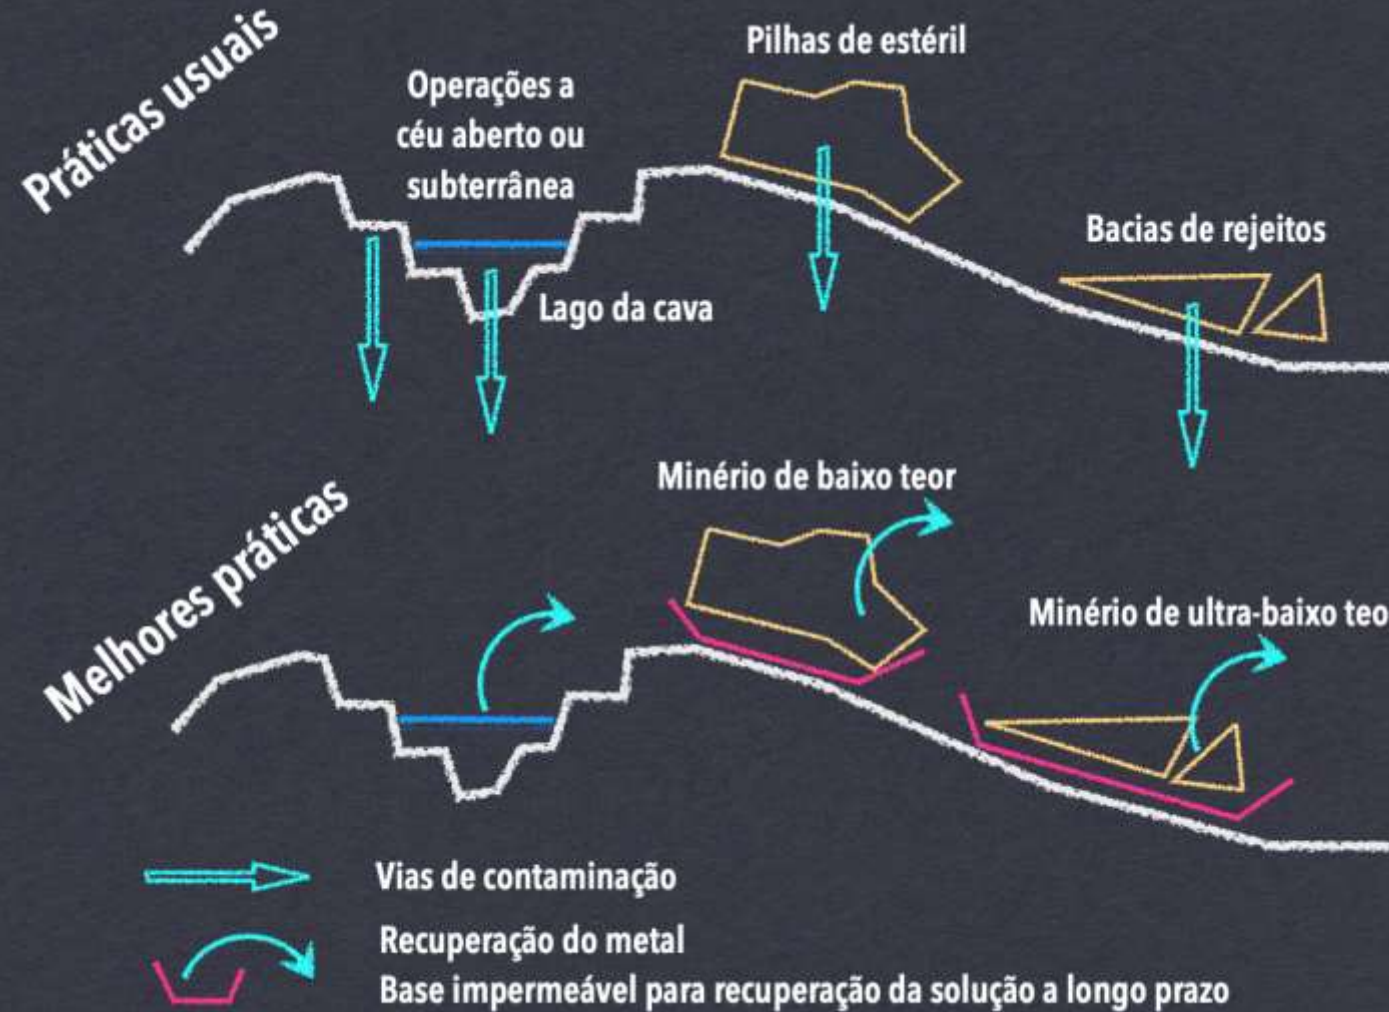 Práticas usuais
Operações a
céu aberto ou
subterrânea
Pilhas de estéril
Bacias de rejeitos
Lago da cava
Melhores práticas
Minério de baixo teor
Minério de ultra-baixo teo
Vias de contaminação
Recuperação do metal
Base impermeável para recuperação da solução a longo prazo